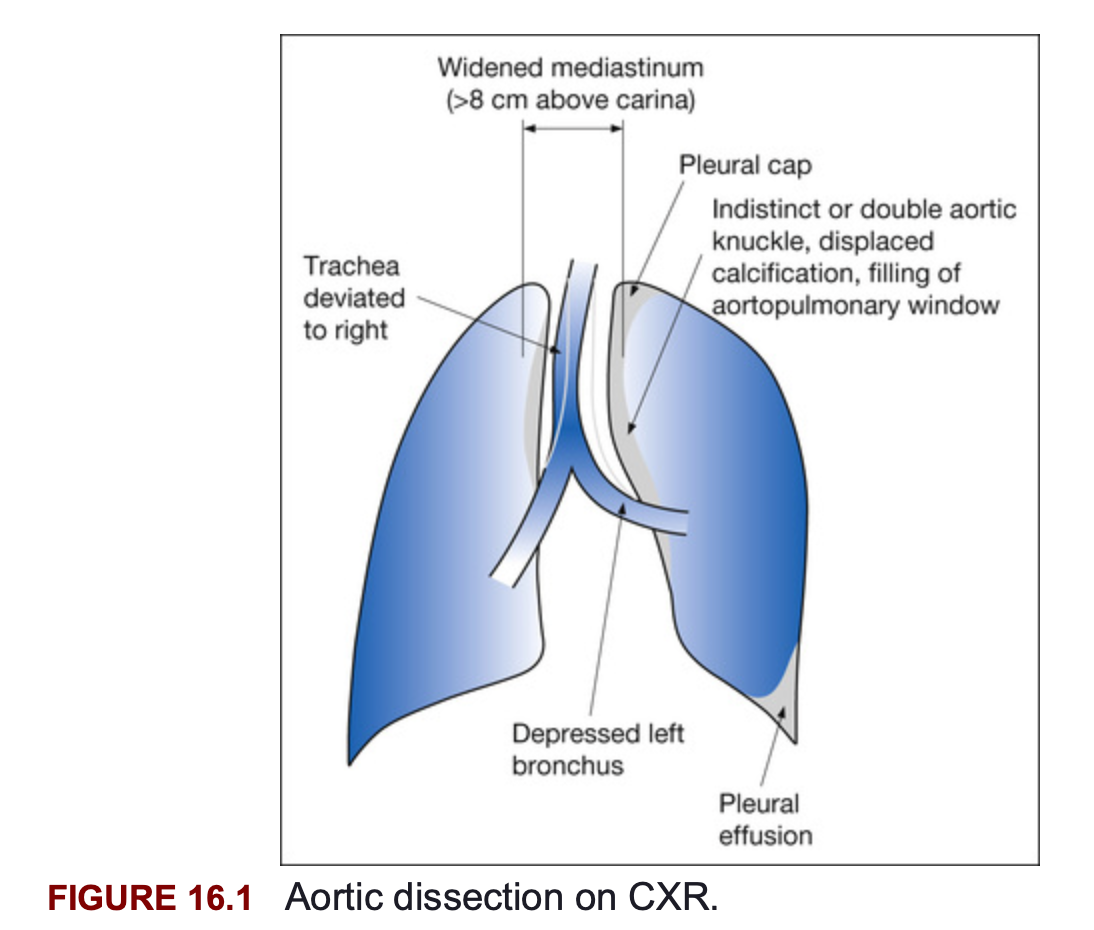 Widened mediastinum
(>8 cm above carina)
Pleural cap
Indistinct or double aortic
knuckle, displaced
calcification, filling of
aortopulmonary window
Trachea
deviated
to right
Depressed left
bronchus
Pleural
effusion
FIGURE 16.1 Aortic dissection on CXR.